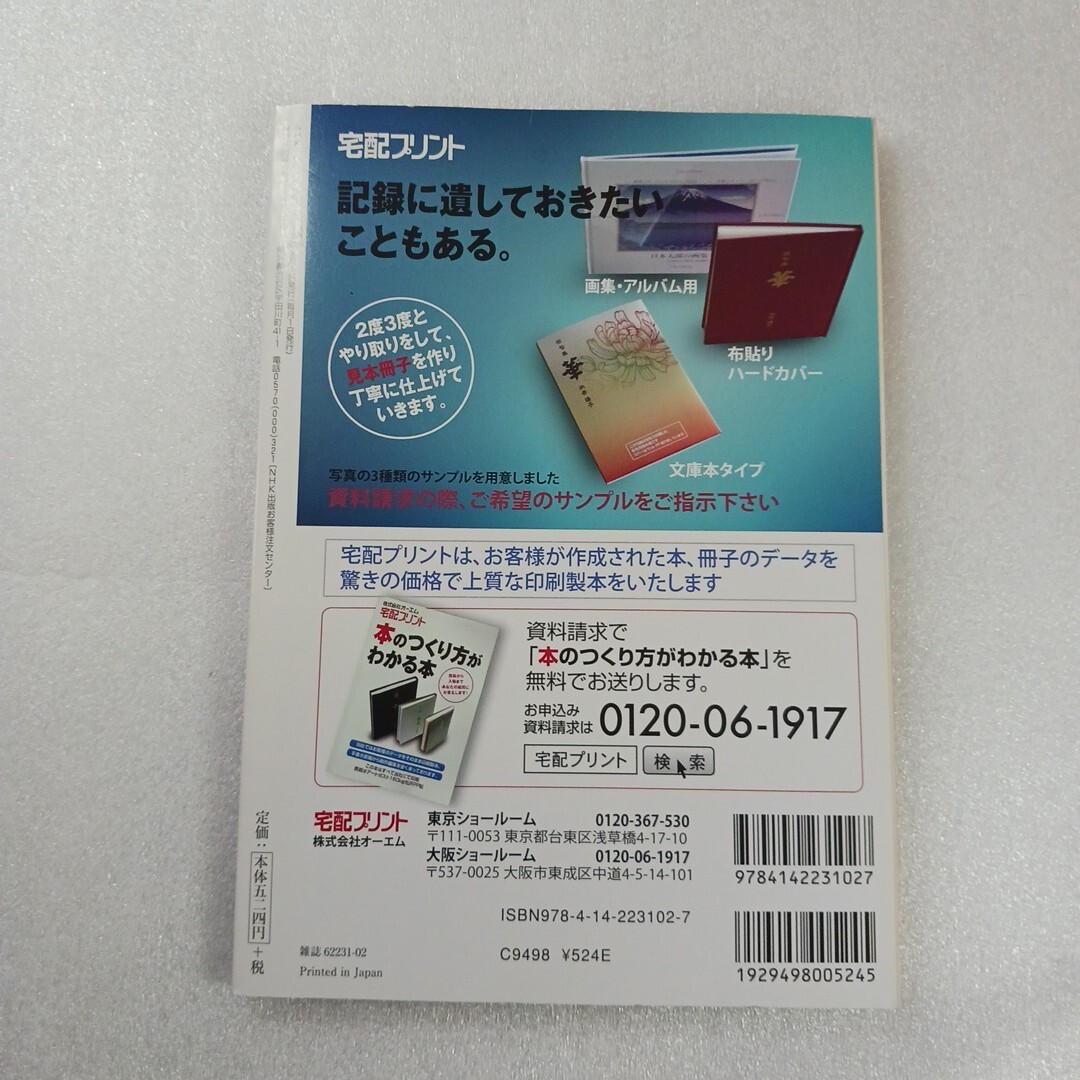 宅配プリント
記録に遺しておきたい
こともある。
画集・アルバム用
布貼り
ハードカバー
2度3度と
やり取りをして、
見本冊子を作り
丁寧に仕上げて
いきます。
文庫本タイプ
写真の3種類のサンプルを用意しました
資料請求の際、ご希望のサンプルをご指示下さい
宅配プリントは、お客様が作成された本、冊子のデータを
驚きの価格で上質な印刷製本をいたします
株式会社オーエム
宅配プリント
本のつくり方が
わかる本
資料請求で
「本のつくり方がわかる本」を
無料でお送りします。
お申込み
資料請求は 0120-06-1917
宅配プリント 検索
宅配プリント
株式会社オーエム
東京ショールーム 0120-367-530
〒111-0053 東京都台東区浅草橋4-17-10
大阪ショールーム 0120-06-1917
〒537-0025 大阪市東成区中道4-5-14-101
9784142231027
ISBN978-4-14-223102-7
C9498 ¥524E
1929498005245
雑誌 62231-02
Printed in Japan
定価：本体五二四円＋税
電話0570(000)321[NHK出版お客様注文センター]